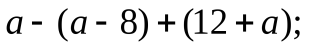 a − (a − 8) + (12 + a);